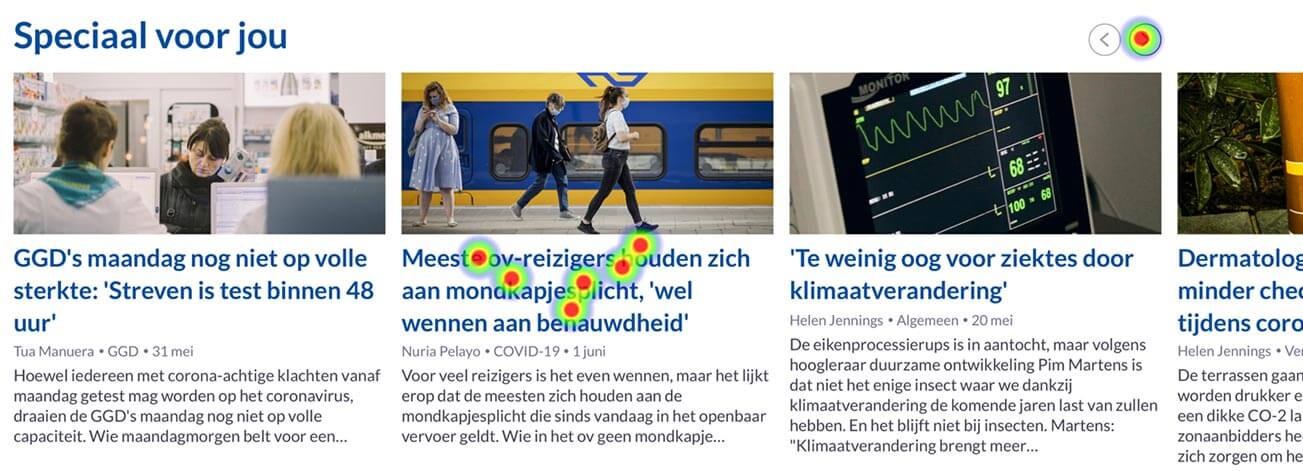 Speciaal voor jou
GGD's maandag nog niet op volle
sterkte: 'Streven is test binnen 48
uur'
Tua Manuera • GGD • 31 mei
Hoewel iedereen met corona-achtige klachten vanaf
maandag getest mag worden op het coronavirus,
draaien de GGD's maandag nog niet op volle
capaciteit. Wie maandagmorgen belt voor een...
Meeste ov-reizigers houden zich
aan mondkapjesplicht, 'wel
wennen aan benauwdheid'
Nuria Pelayo • COVID-19 • 1 juni
Voor veel reizigers is het even wennen, maar het lijkt
erop dat de meesten zich houden aan de
mondkapjesplicht die sinds vandaag in het openbaar
vervoer geldt. Wie in het ov geen mondkapje...
MONITOR
97
68
100
68
'Te weinig oog voor ziektes door
klimaatverandering'
Helen Jennings • Algemeen • 20 mei
De eikenprocessierups is in aantocht, maar volgens
hoogleraar duurzame ontwikkeling Pim Martens is
dat niet het enige insect waar we dankzij
klimaatverandering de komende jaren last van zullen
hebben. En het blijft niet bij insecten. Martens:
"Klimaatverandering brengt meer...
Dermatolog
minder chec
tijdens coro
Helen Jennings • Ve
De terrassen gaan
worden drukker e
een dikke CO-2 la
zonaanbidders he
zich zorgen om he